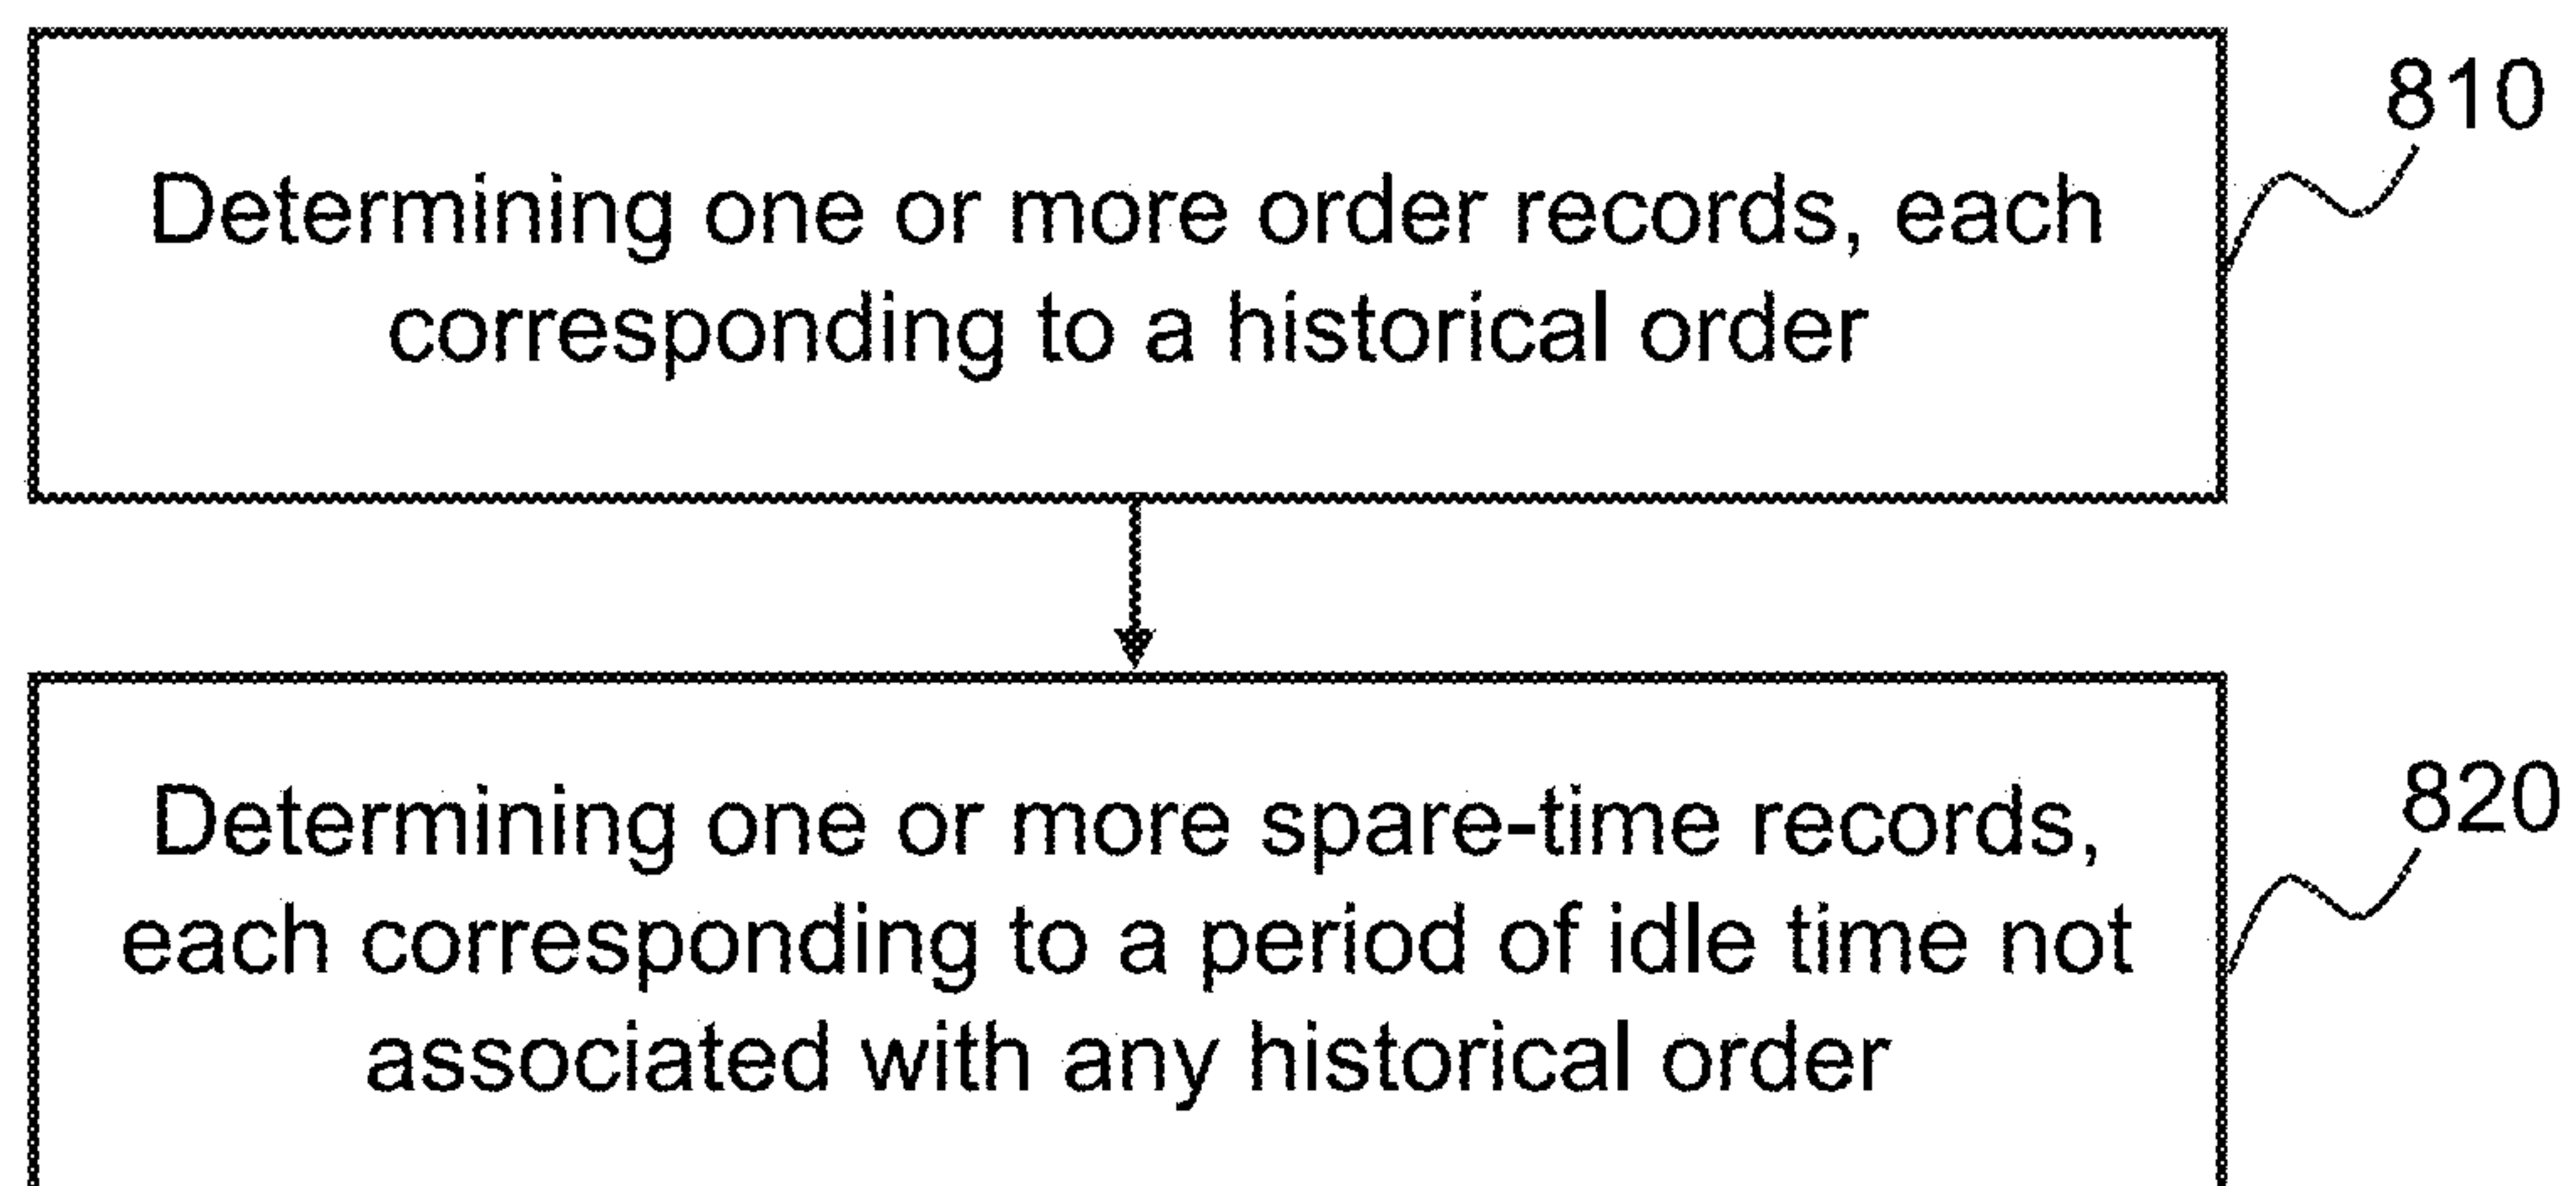 810
Determining one or more order records, each
corresponding to a historical order
820
Determining one or more spare-time records,
each corresponding to a period of idle time not
associated with any historical order